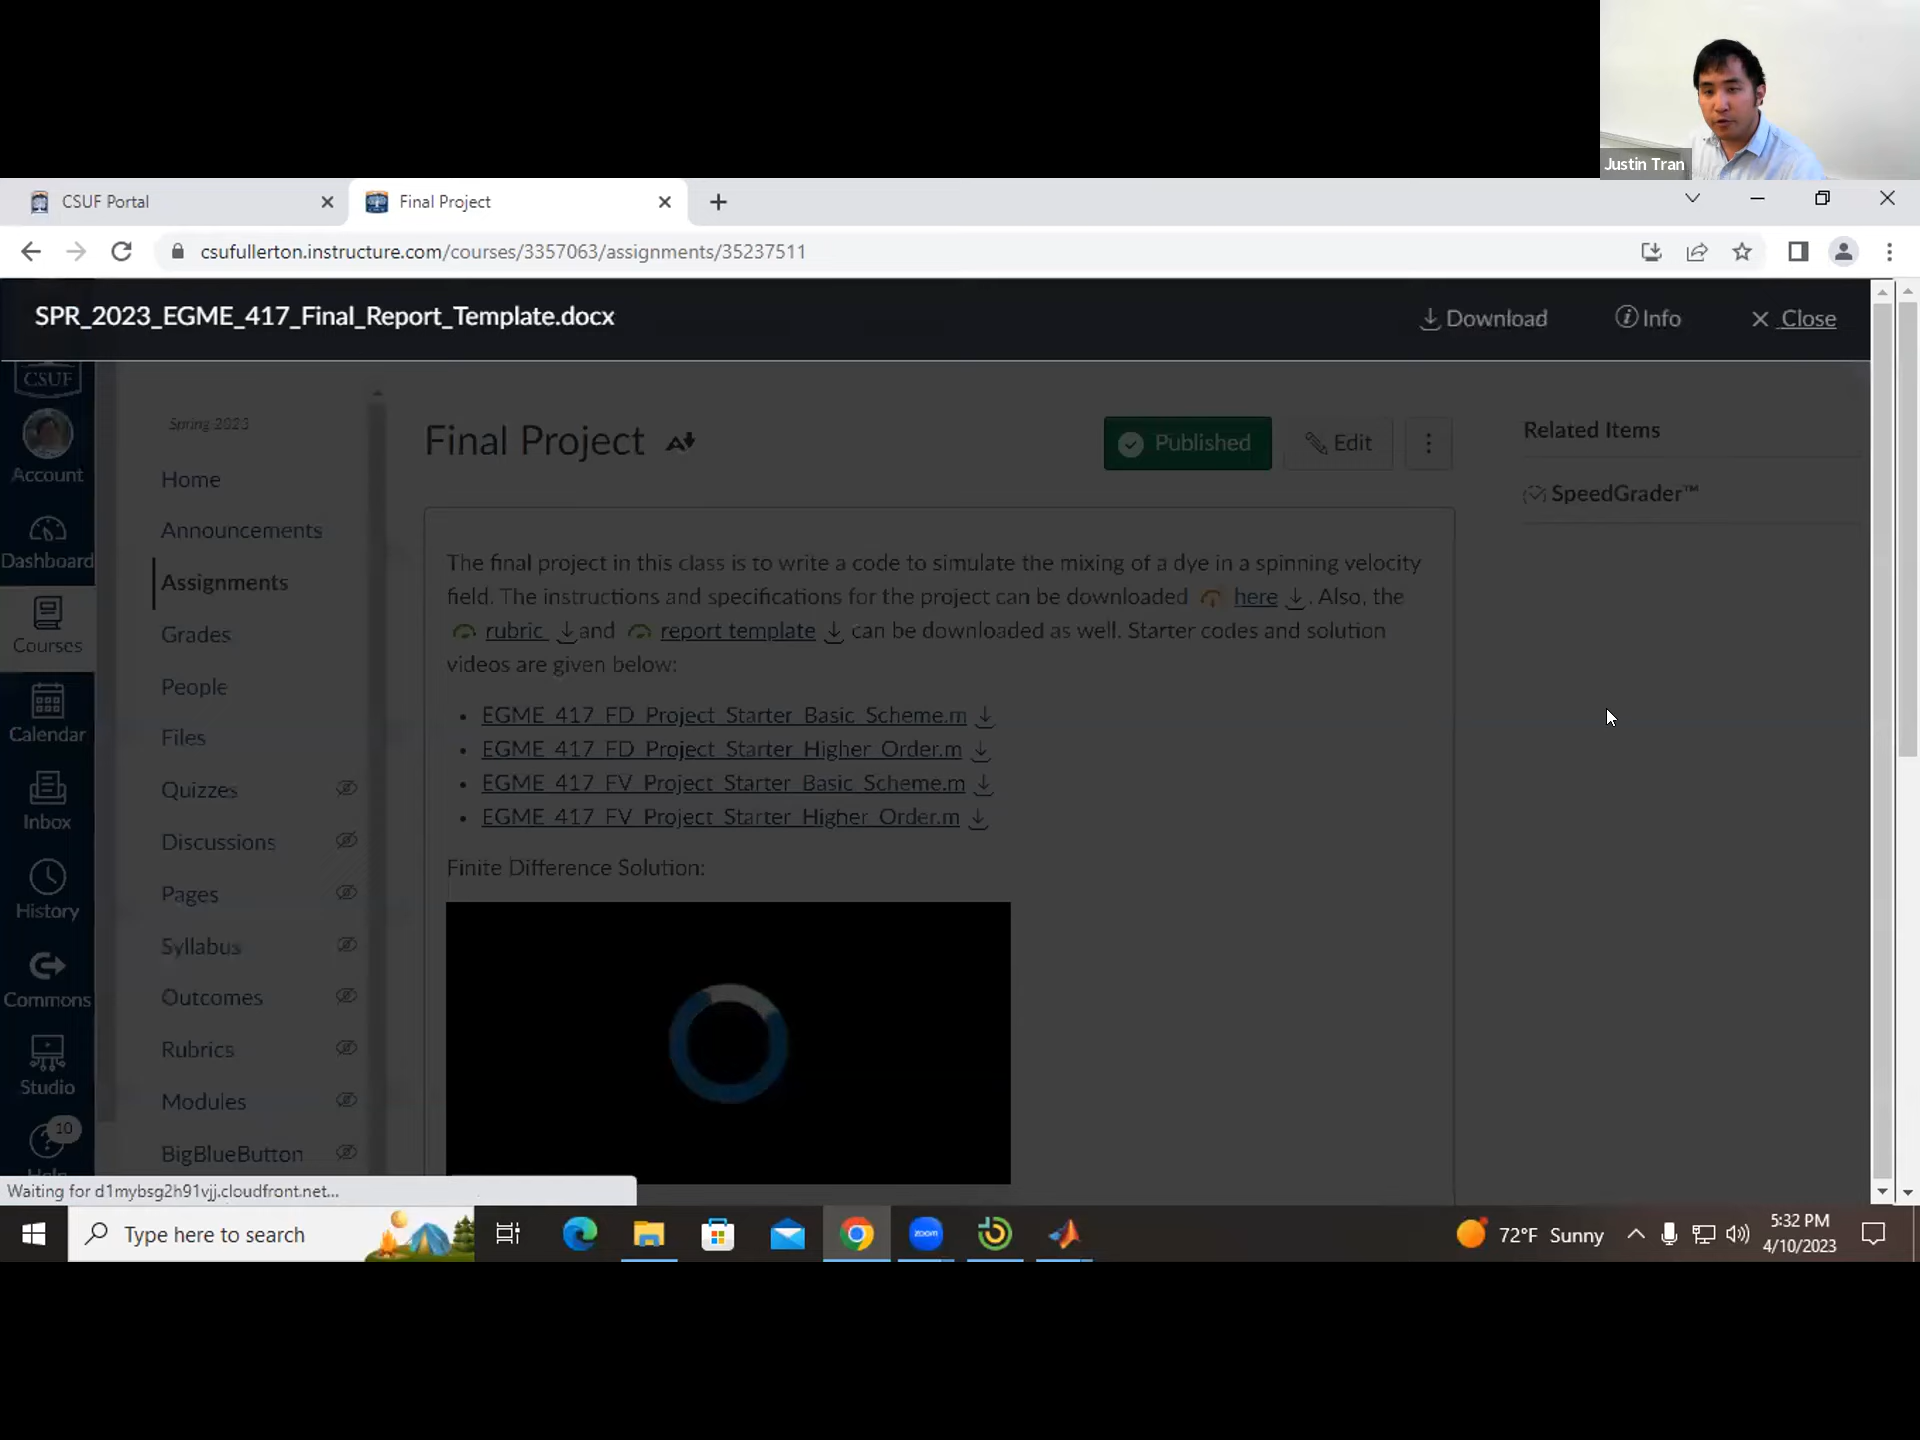 Justin Tran
CSUF Portal
Final Project
csufullerton.instructure.com/courses/3357063/assignments/35237511
SPR_2023_EGME_417_Final_Report_Template.docx
Download
Info
Close
CSUF
Account
Dashboard
Courses
Calendar
Inbox
History
Commons
Studio
10
Help
Spring 2023
Home
Announcements
Assignments
Grades
People
Files
Quizzes
Discussions
Pages
Syllabus
Outcomes
Rubrics
Modules
BigBlueButton
Final Project
Published
Edit
The final project in this class is to write a code to simulate the mixing of a dye in a spinning velocity
field. The instructions and specifications for the project can be downloaded here . Also, the
rubric and report template can be downloaded as well. Starter codes and solution
videos are given below:
• EGME_417_FD_Project_Starter_Basic_Scheme.m
• EGME_417_FD_Project_Starter_Higher_Order.m
• EGME_417_FV_Project_Starter_Basic_Scheme.m
• EGME_417_FV_Project_Starter_Higher_Order.m
Finite Difference Solution:
Related Items
SpeedGrader™
Waiting for d1mybsg2h91vjj.cloudfront.net...
Type here to search
zoom
72°F Sunny
5:32 PM
4/10/2023